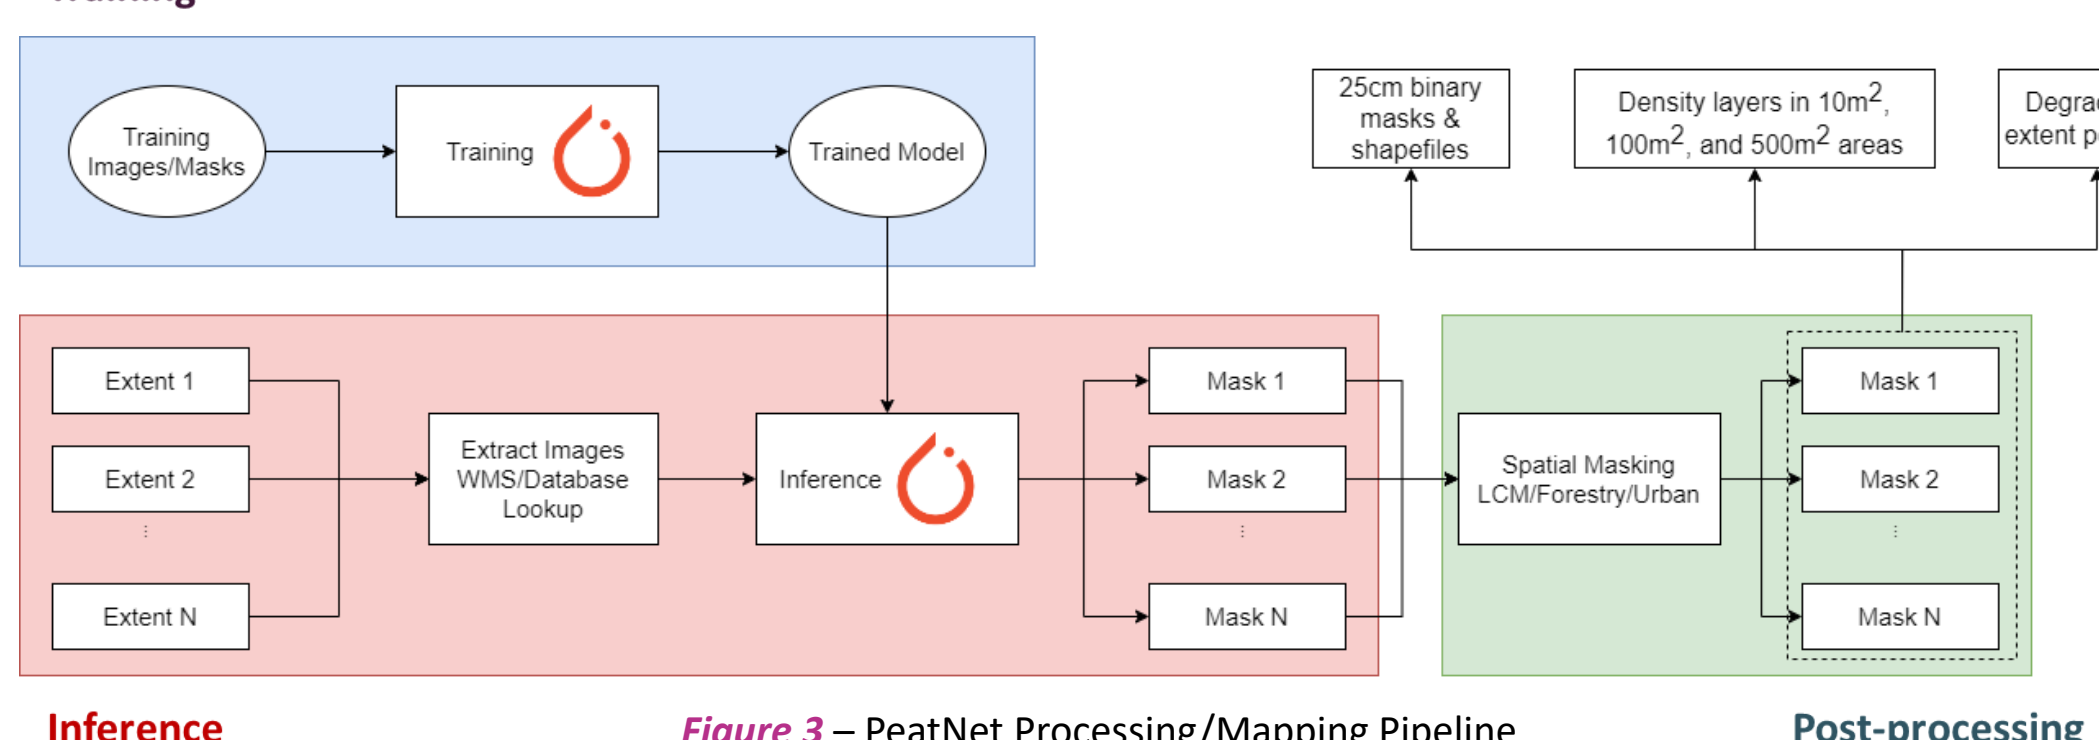 Training
Training
Images/Masks
Training
Trained Model
25cm binary
masks &
shapefiles
Density layers in 10m²,
100m², and 500m² areas
extent
Extent 1
Extent 2
⋮
Extent N
Extract Images
WMS/Database
Lookup
Inference
Mask 1
Mask 2
⋮
Mask N
Spatial Masking
LCM/Forestry/Urban
Mask 1
Mask 2
⋮
Mask N
Inference
Figure 3 – PeatNet Processing/Mapping Pipeline
Post-processing